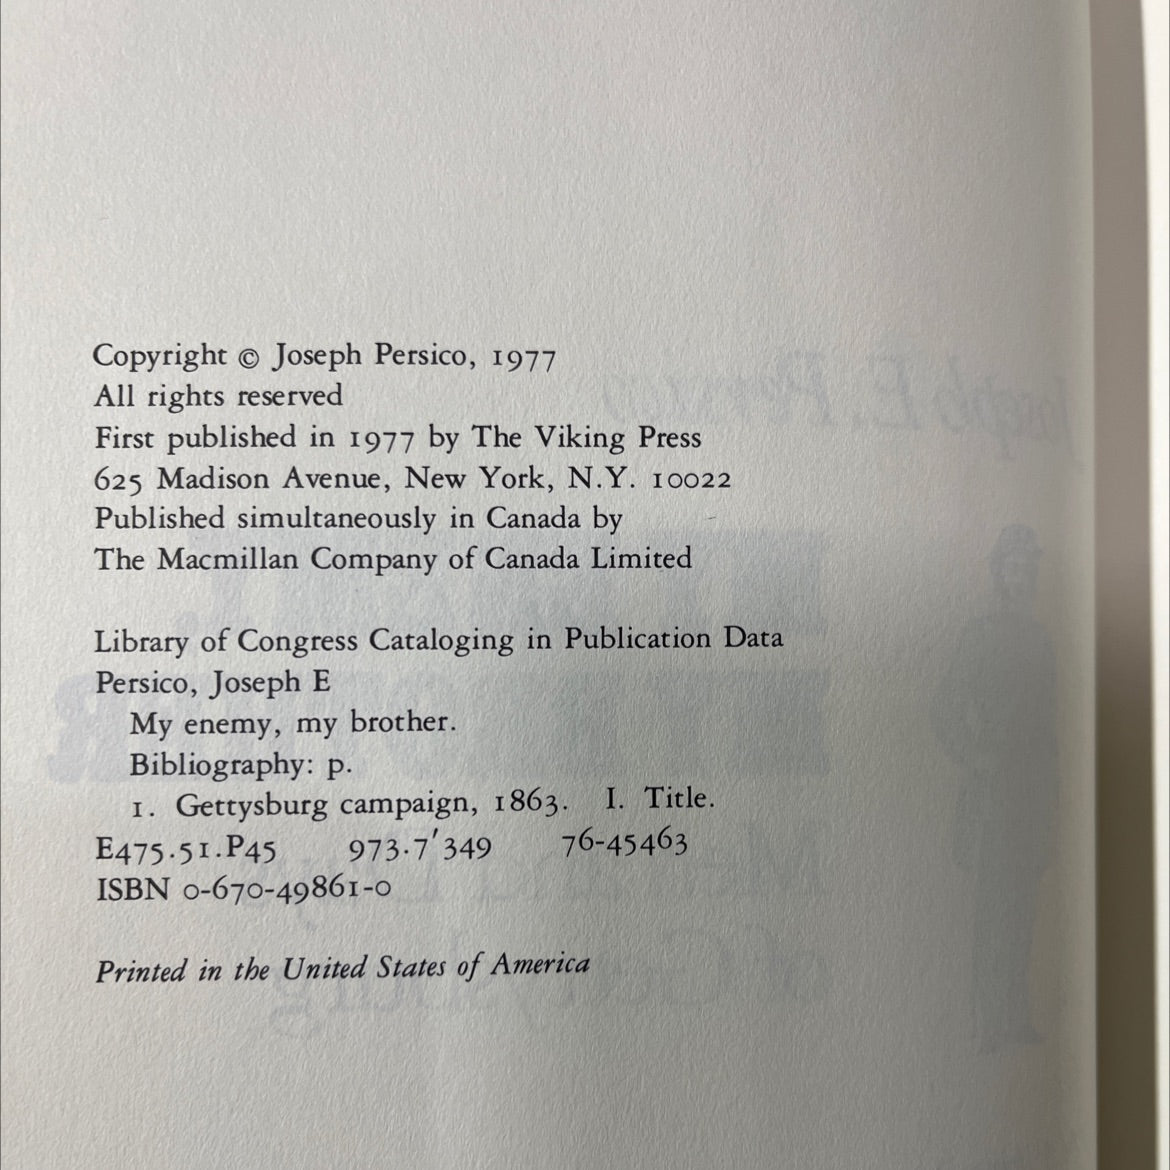 Copyright © Joseph Persico, 1977
All rights reserved
First published in 1977 by The Viking Press
625 Madison Avenue, New York, N.Y. 10022
Published simultaneously in Canada by
The Macmillan Company of Canada Limited
Library of Congress Cataloging in Publication Data
Persico, Joseph E
My enemy, my brother.
Bibliography: p.
1. Gettysburg campaign, 1863. I. Title.
E475.51.P45 973.7'349 76-45463
ISBN 0-670-49861-0
Printed in the United States of America